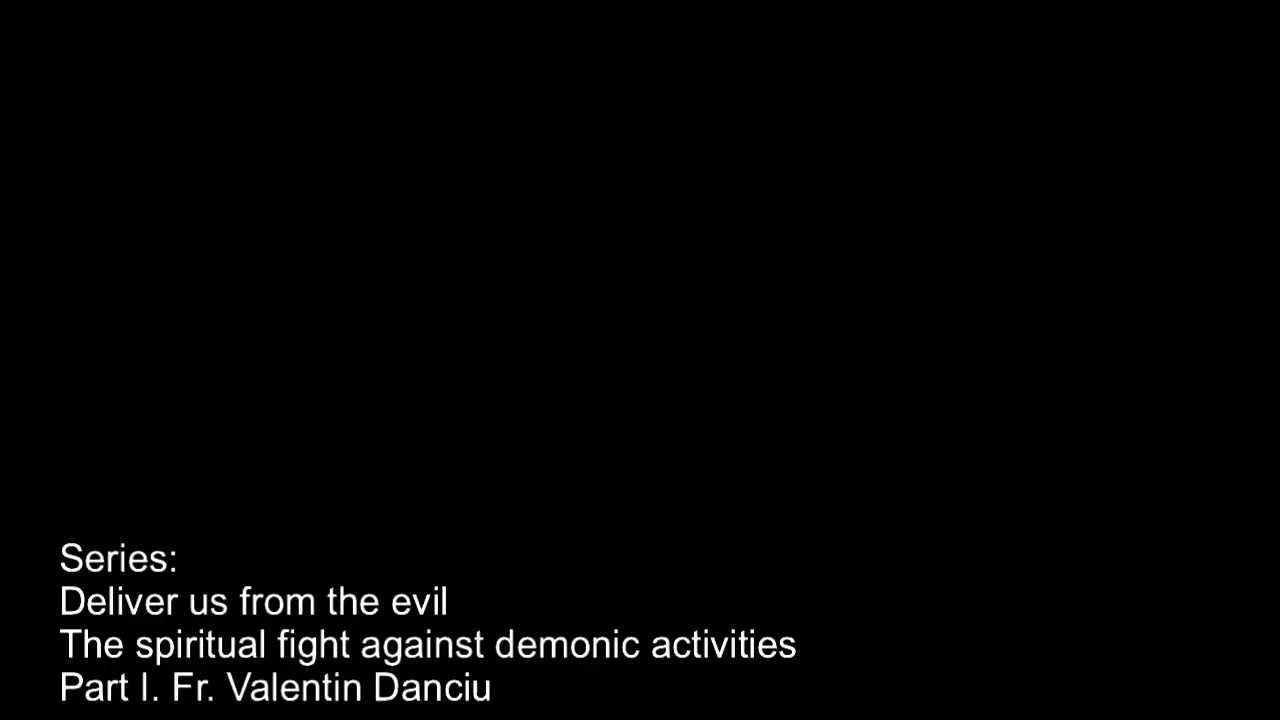 Series:
Deliver us from the evil
The spiritual fight against demonic activities
Part I. Fr. Valentin Danciu